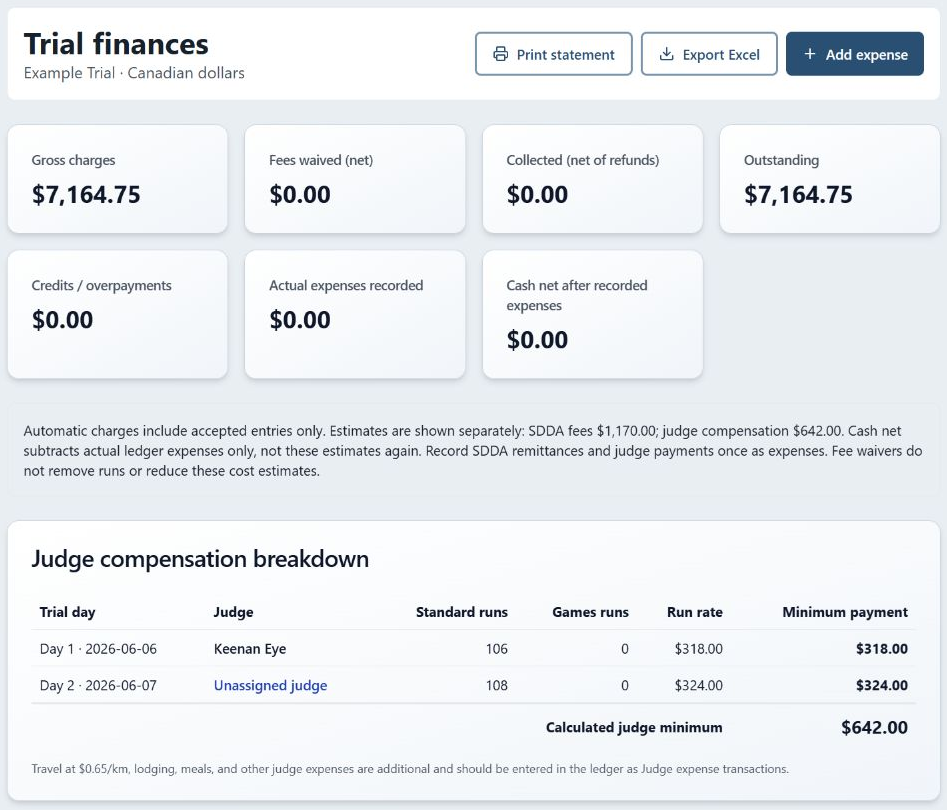 Trial finances
Example Trial · Canadian dollars
Print statement
Export Excel
+ Add expense
Gross charges
$7,164.75
Fees waived (net)
$0.00
Collected (net of refunds)
$0.00
Outstanding
$7,164.75
Credits / overpayments
$0.00
Actual expenses recorded
$0.00
Cash net after recorded
expenses
$0.00
Automatic charges include accepted entries only. Estimates are shown separately: SDDA fees $1,170.00; judge compensation $642.00. Cash net
subtracts actual ledger expenses only, not these estimates again. Record SDDA remittances and judge payments once as expenses. Fee waivers do
not remove runs or reduce these cost estimates.
Judge compensation breakdown
Trial day Judge Standard runs Games runs Run rate Minimum payment
Day 1 · 2026-06-06 Keenan Eye 106 0 $318.00 $318.00
Day 2 · 2026-06-07 Unassigned judge 108 0 $324.00 $324.00
Calculated judge minimum $642.00
Travel at $0.65/km, lodging, meals, and other judge expenses are additional and should be entered in the ledger as Judge expense transactions.